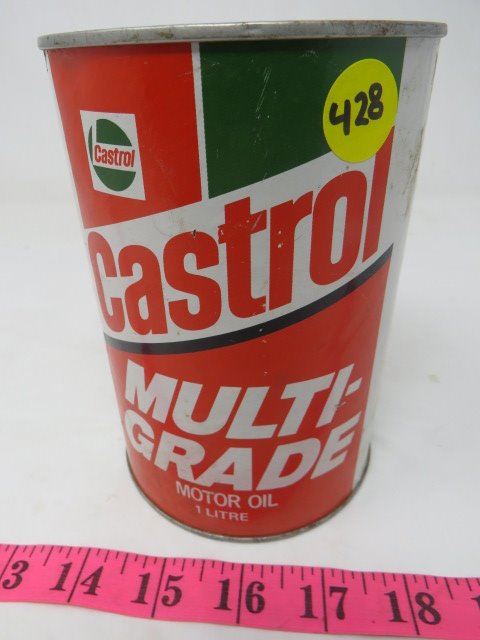 428
Castrol
Castrol
MULTI-
GRADE
MOTOR OIL
1 LITRE
3 14 15 16 17 18